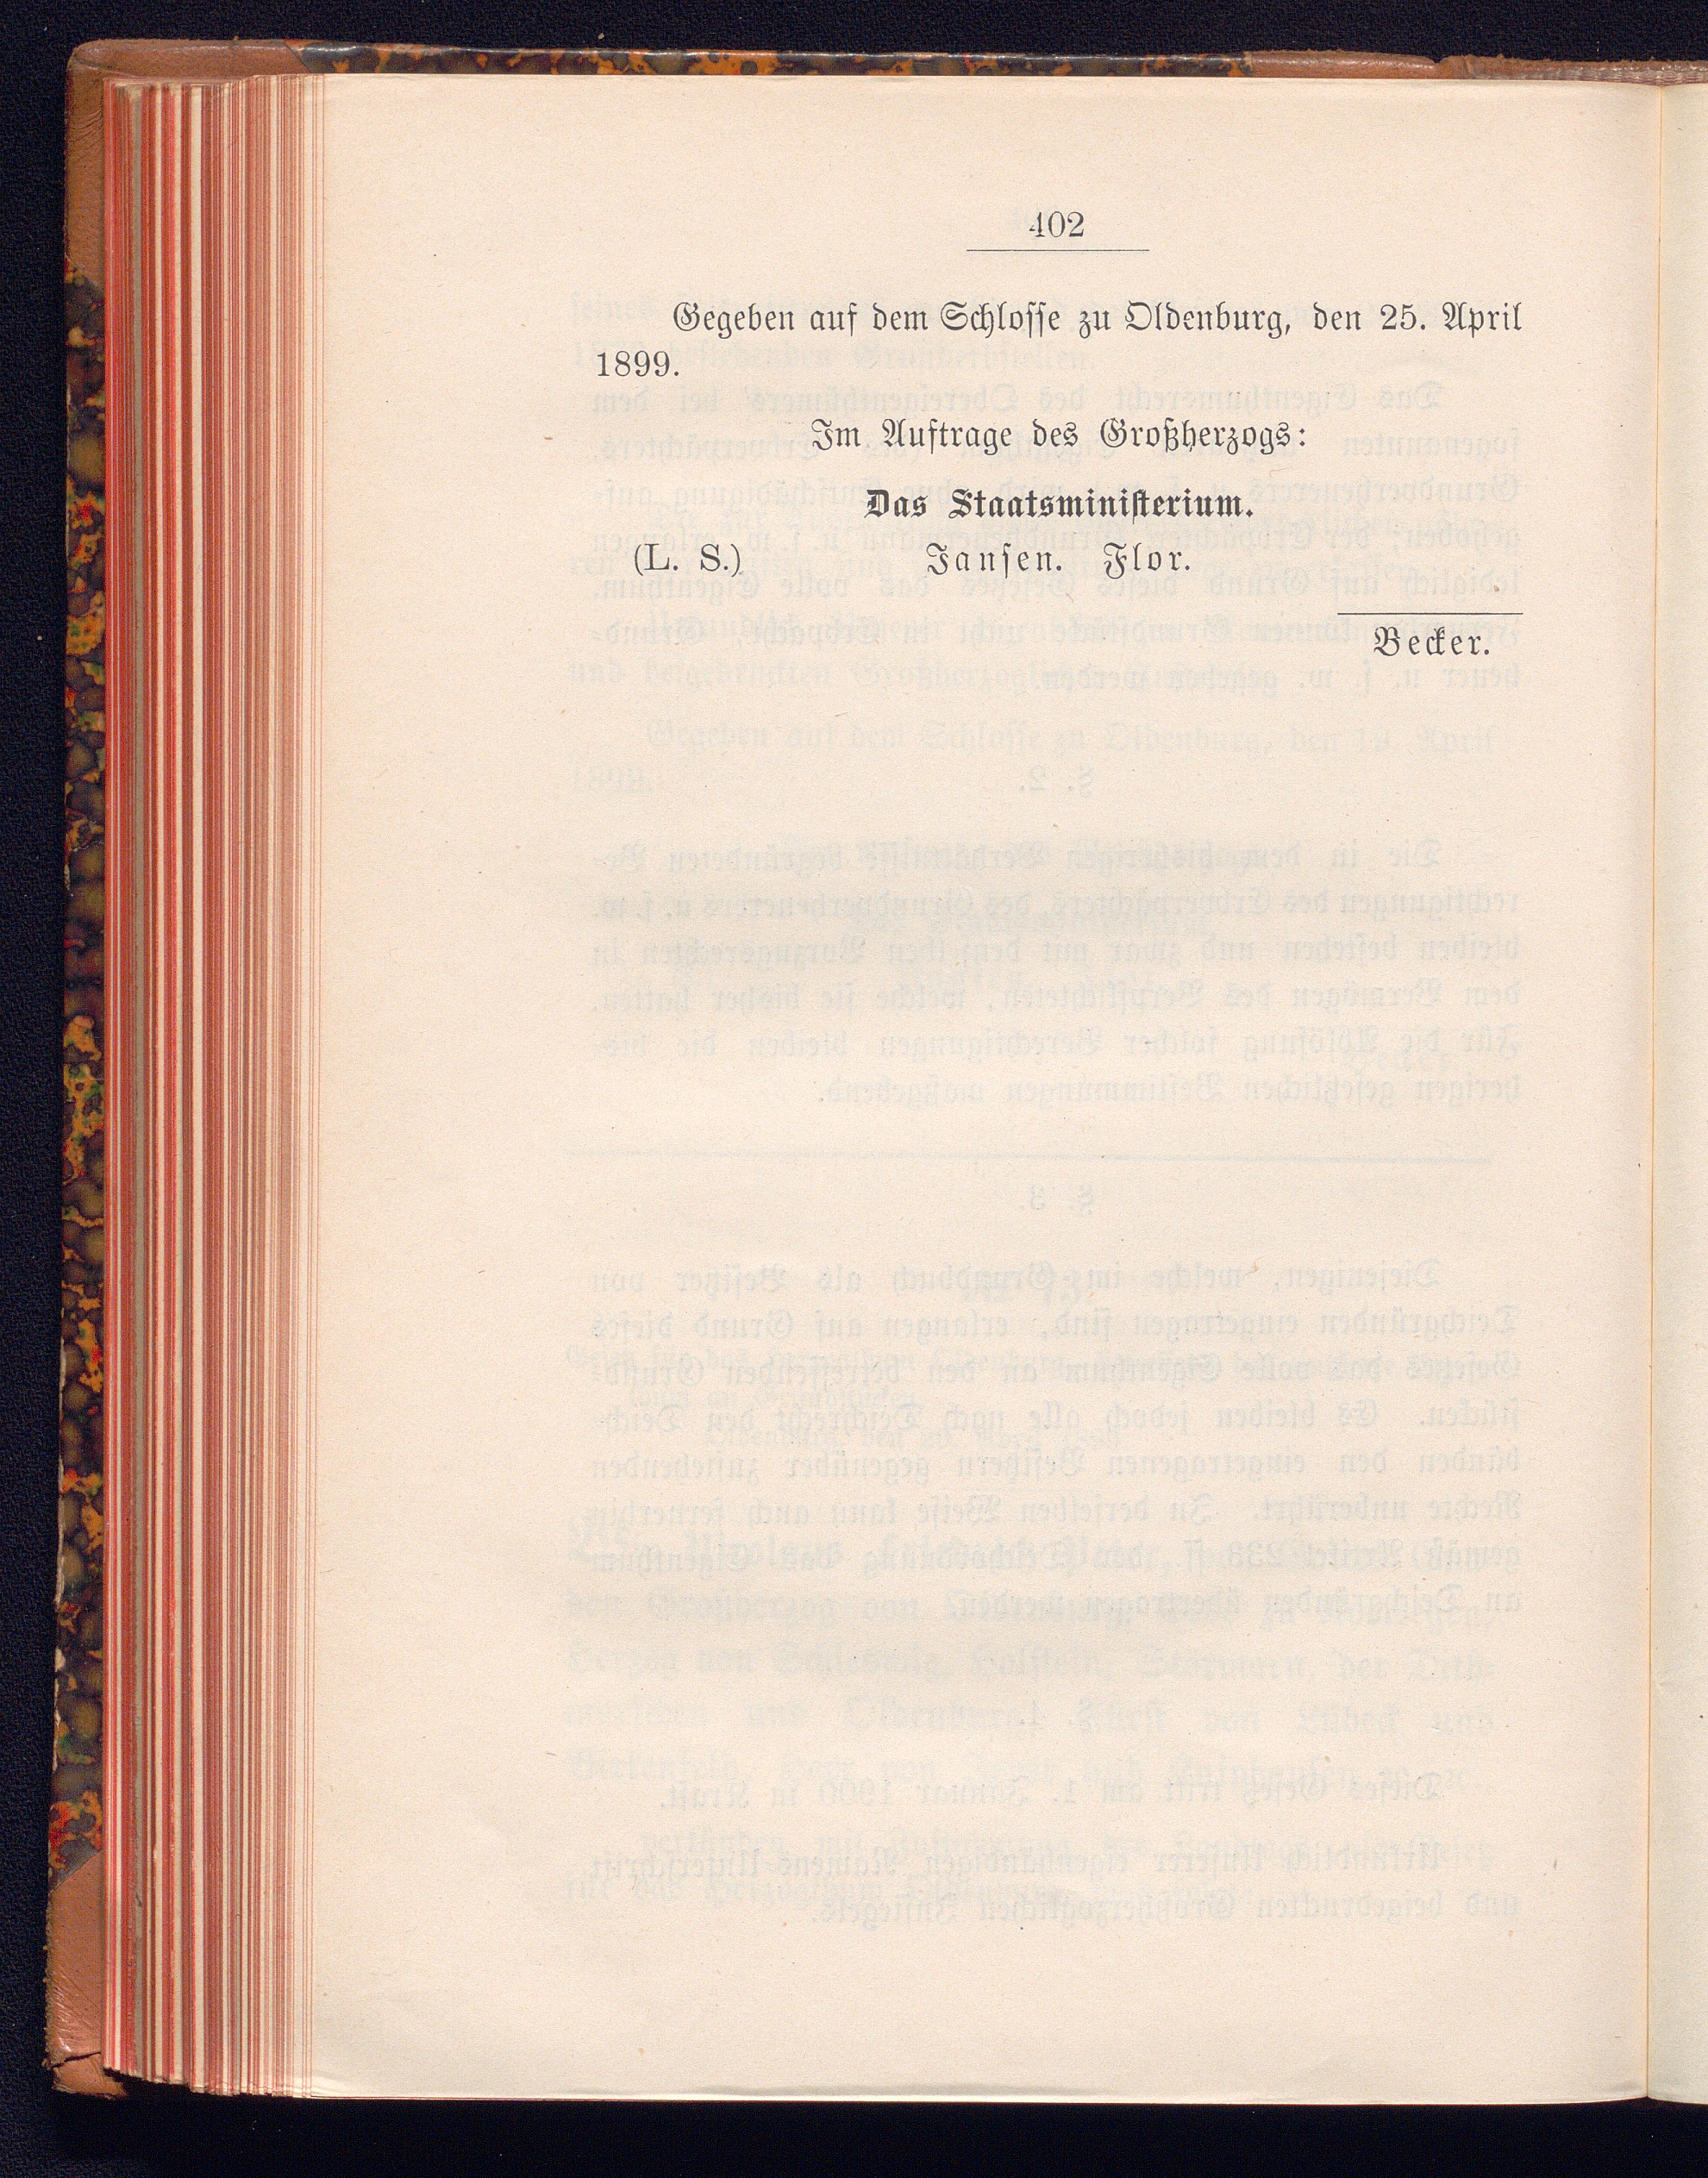 402
Gegeben auf dem Schlosse zu Oldenburg, den 25. April
1899.
Im Auftrage des Großherzogs:
Das Staatsministerium.
(L. S.) Jansen. Flor.
Becker.